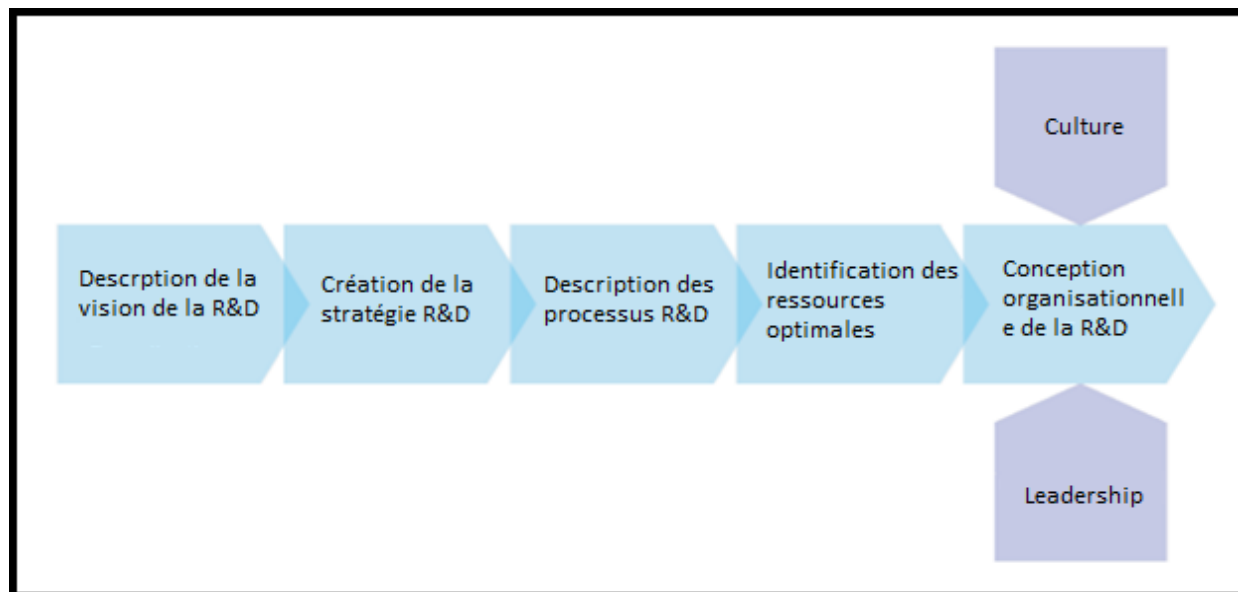 Culture
Descrption de la
vision de la R&D
Création de la
stratégie R&D
Description des
processus R&D
Identification des
ressources
optimales
Conception
organisationnell
e de la R&D
Leadership